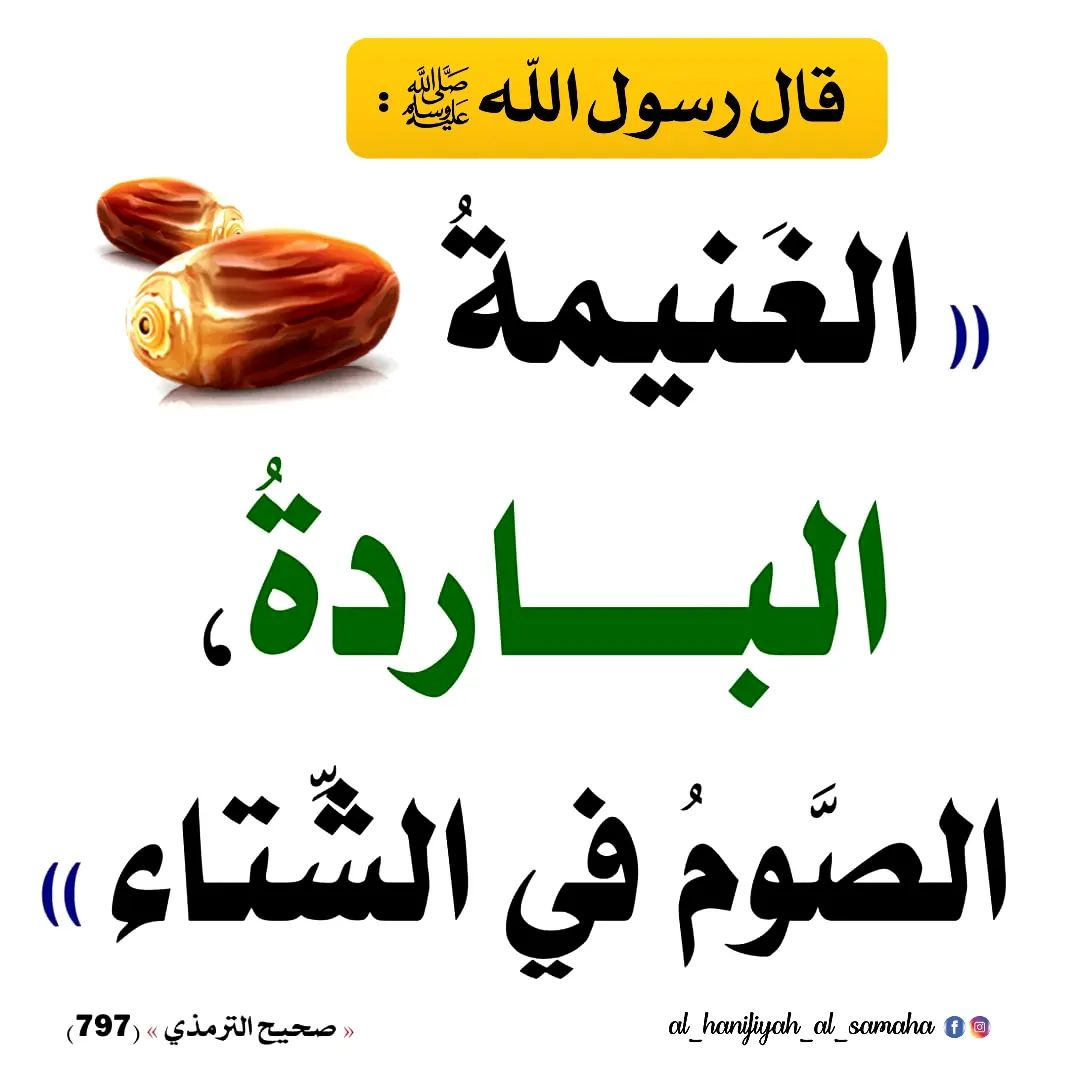 قال رسول الله ﷺ :
(( الغَنيمةُ
البـــاردةُ ,
الصَّومُ في الشِّتاءِ ))
« صحيح الترمذي » (797)
al_hanifiyah_al_samaha